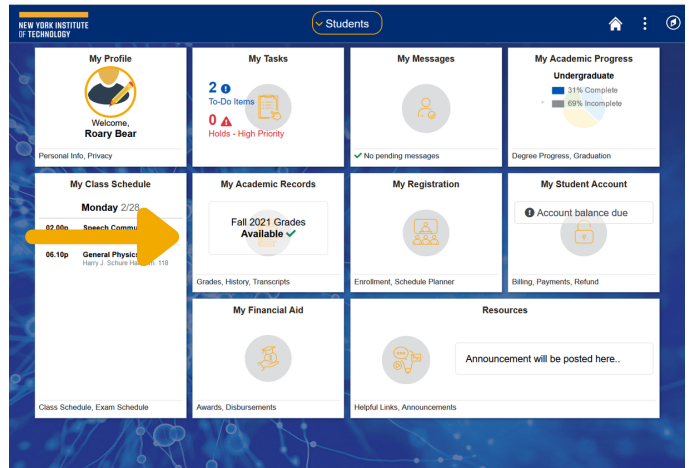 NEW YORK INSTITUTE
OF TECHNOLOGY
Students
My Profile
Welcome,
Roary Bear
Personal Info, Privacy
My Tasks
2
To-Do Items
0
Holds - High Priority
My Messages
No pending messages
My Academic Progress
Undergraduate
31% Complete
69% Incomplete
Degree Progress, Graduation
My Class Schedule
Monday 2/28
02.00p Speech
06.10p General Physics
Harry J. Schure 118
Class Schedule, Exam Schedule
My Academic Records
Fall 2021 Grades
Available
Grades, History, Transcripts
My Registration
Enrollment, Schedule Planner
My Student Account
Account balance due
Billing, Payments, Refund
My Financial Aid
Awards, Disbursements
Resources
Announcement will be posted here..
Helpful Links, Announcements